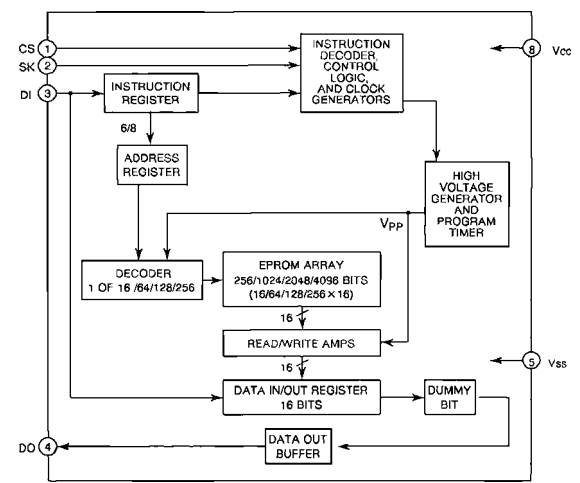 CS 1
SK 2
DI 3
INSTRUCTION
REGISTER
INSTRUCTION
DECODER,
CONTROL
LOGIC,
AND CLOCK
GENERATORS
8 Vcc
6/8
ADDRESS
REGISTER
HIGH
VOLTAGE
GENERATOR
AND
PROGRAM
TIMER
VPP
DECODER
1 OF 16 /64/128/256
EPROM ARRAY
256/1024/2048/4096 BITS
(16/64/128/256 × 16)
16
READ/WRITE AMPS
16
5 Vss
DATA IN/OUT REGISTER
16 BITS
DUMMY
BIT
DO 4
DATA OUT
BUFFER